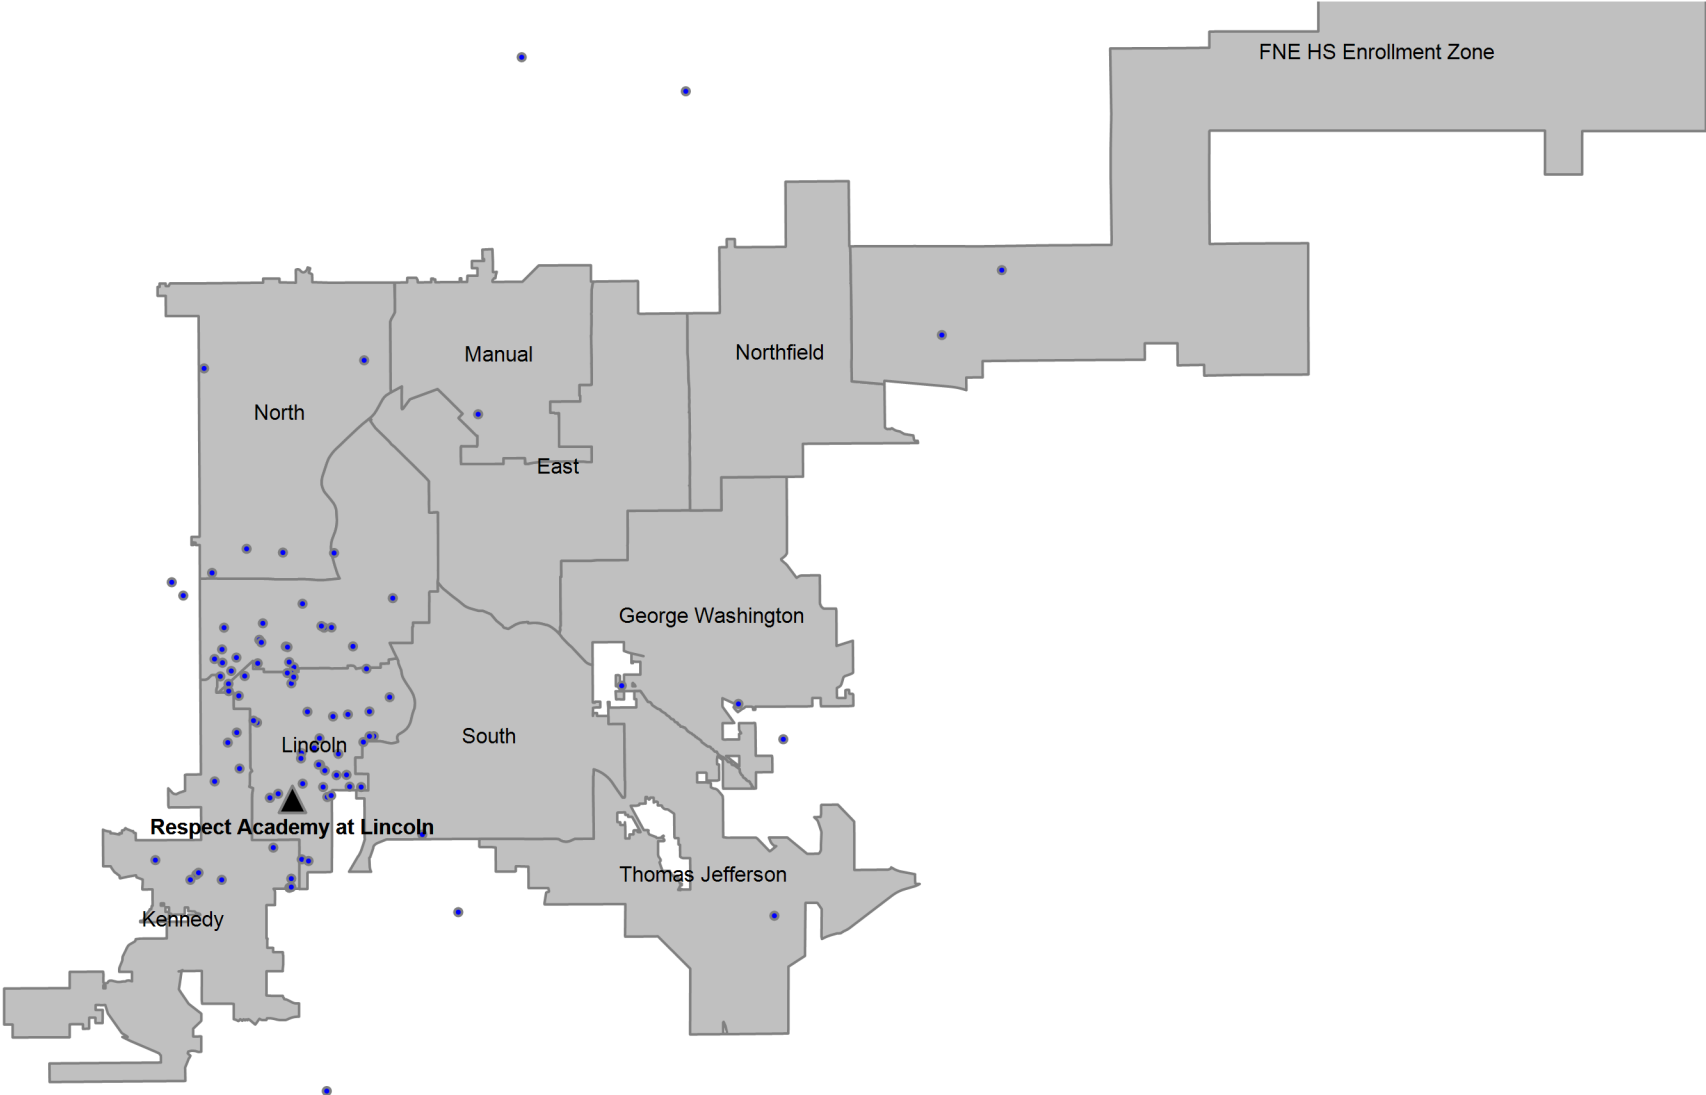 FNE HS Enrollment Zone
Manual
Northfield
North
East
George Washington
South
Lincoln
Respect Academy at Lincoln
Thomas Jefferson
Kennedy